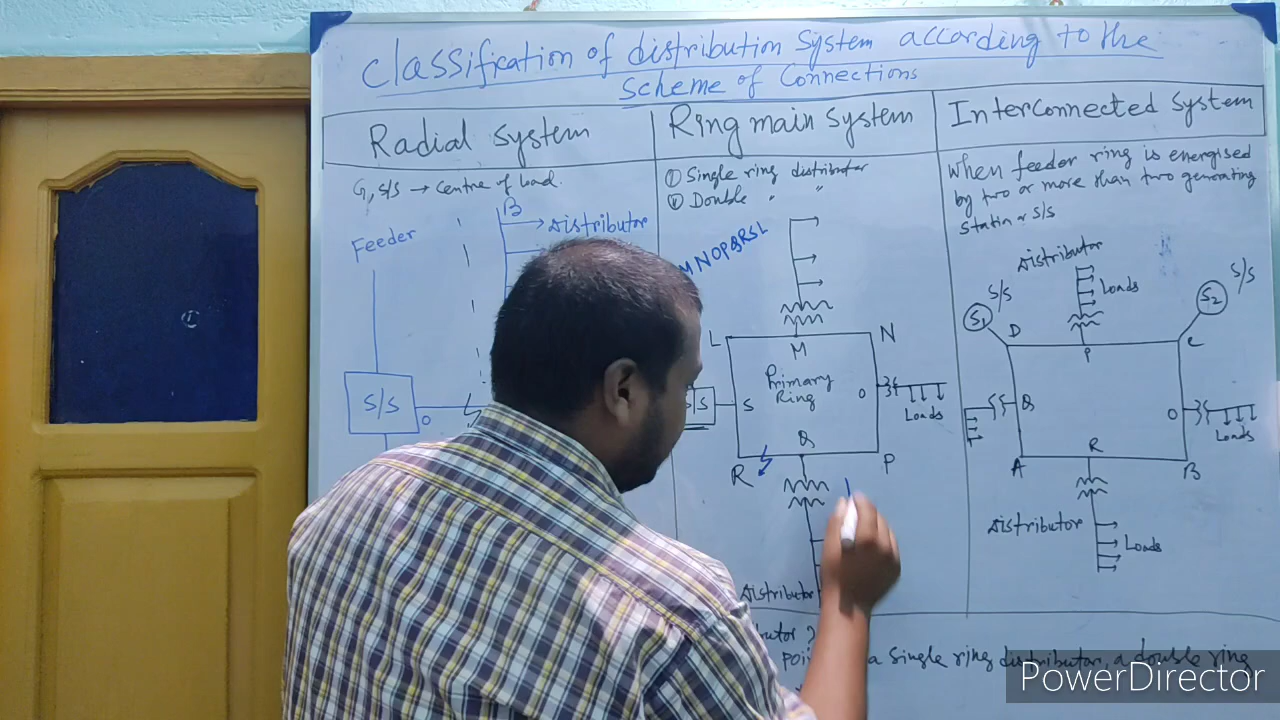 Classification of distribution System according to the
Scheme of Connections
Radial system
G, S/S → Centre of load.
Feeder
B
Distributor
S/S
O
Ring main System
① Single ring distributor
② Double "
MNOPQRSL
L
M
N
Primary
Ring
S/S
S
O
Loads
R
Q
P
Distributor
Interconnected System
When feeder ring is energised
by two or more than two generating
statin or S/S
Distributor
Loads
S/S
S1
S/S
S2
D
P
C
B
O
Loads
A
R
B
Distributor
Loads
a Single ring distributor, a double ring
PowerDirector